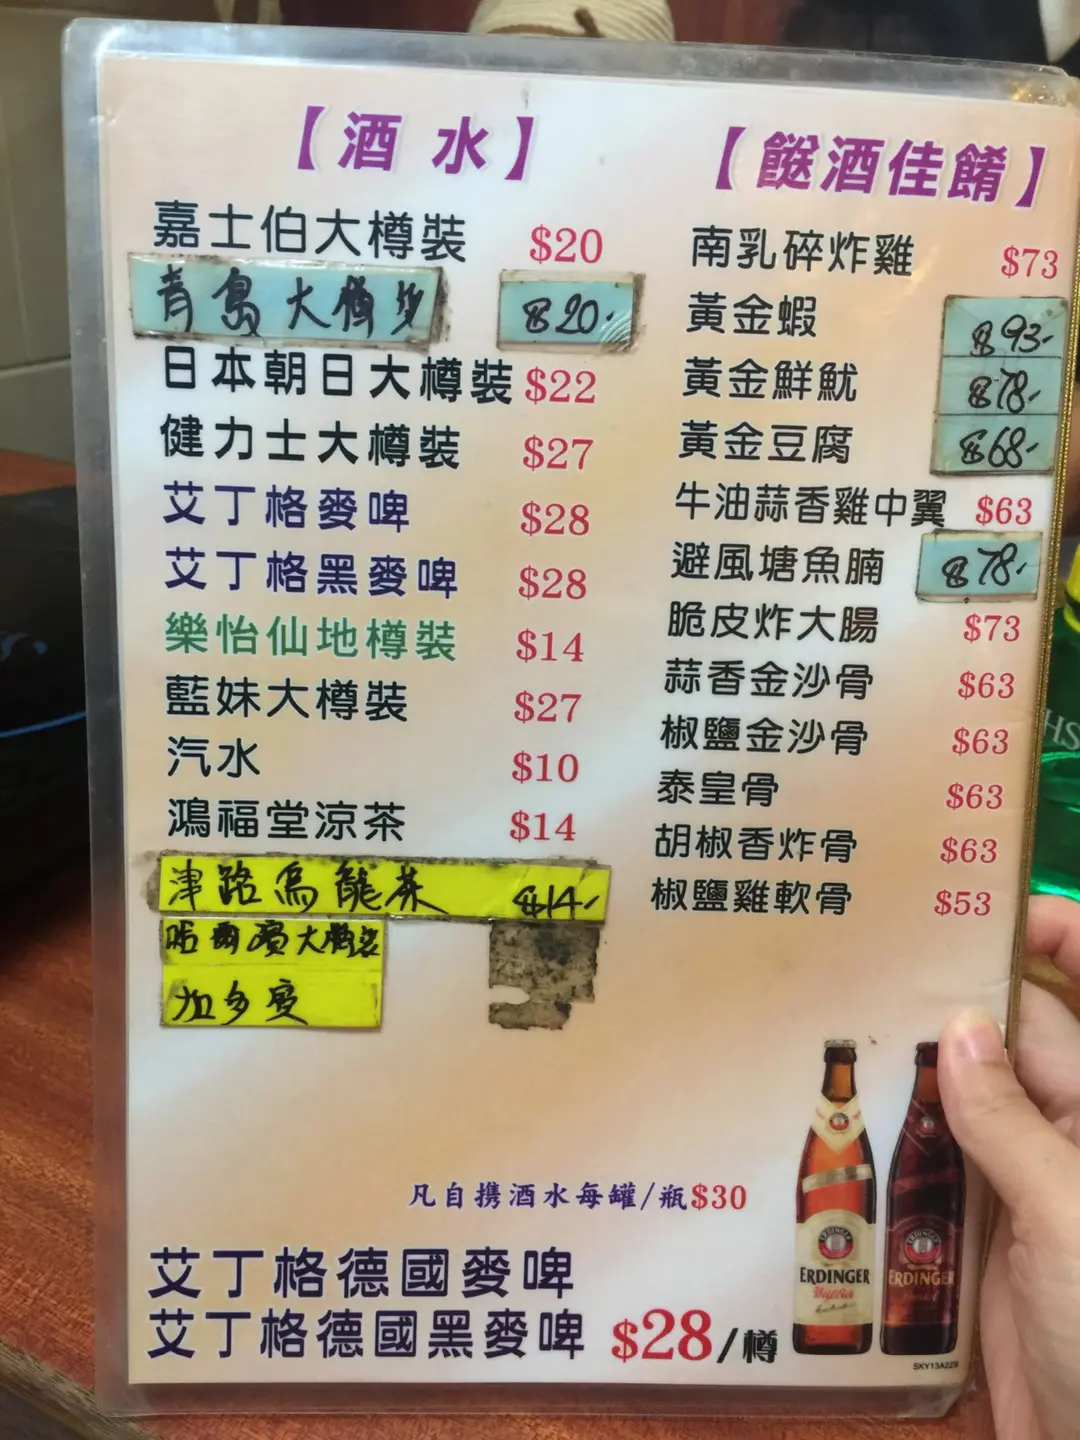 【酒水】
嘉士伯大樽裝 $20
青島大樽裝 $20.
日本朝日大樽裝 $22
健力士大樽裝 $27
艾丁格麥啤 $28
艾丁格黑麥啤 $28
樂怡仙地樽裝 $14
藍妹大樽裝 $27
汽水 $10
鴻福堂涼茶 $14
津路烏龍茶 $14-
哈爾濱大樽裝
加多寶
【餸酒佳餚】
南乳碎炸雞 $73
黃金蝦 $93-
黃金鮮魷 $78-
黃金豆腐 $68-
牛油蒜香雞中翼 $63
避風塘魚腩 $78-
脆皮炸大腸 $73
蒜香金沙骨 $63
椒鹽金沙骨 $63
泰皇骨 $63
胡椒香炸骨 $63
椒鹽雞軟骨 $53
凡自携酒水每罐/瓶$30
艾丁格德國麥啤
艾丁格德國黑麥啤 $28/樽
ERDINGER
Weißbier
ERDINGER
SKY13A229